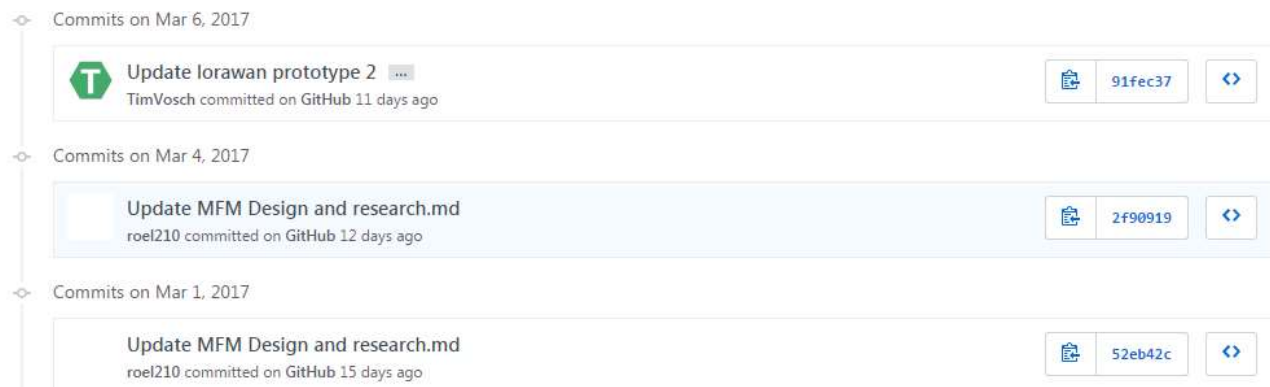 Commits on Mar 6, 2017
T
Update lorawan prototype 2 ...
TimVosch committed on GitHub 11 days ago
91fec37
Commits on Mar 4, 2017
Update MFM Design and research.md
roel210 committed on GitHub 12 days ago
2f90919
Commits on Mar 1, 2017
Update MFM Design and research.md
roel210 committed on GitHub 15 days ago
52eb42c